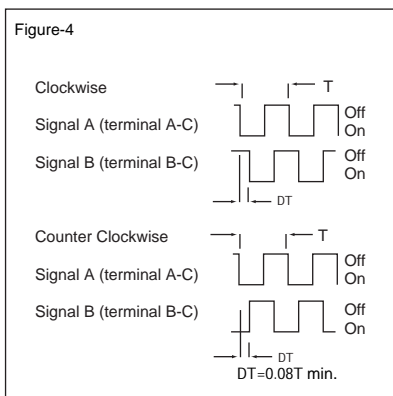 Figure-4
Clockwise T
Signal A (terminal A-C) Off
On
Signal B (terminal B-C) Off
On
DT
Counter Clockwise T
Signal A (terminal A-C) Off
On
Signal B (terminal B-C) Off
On
DT
DT=0.08T min.